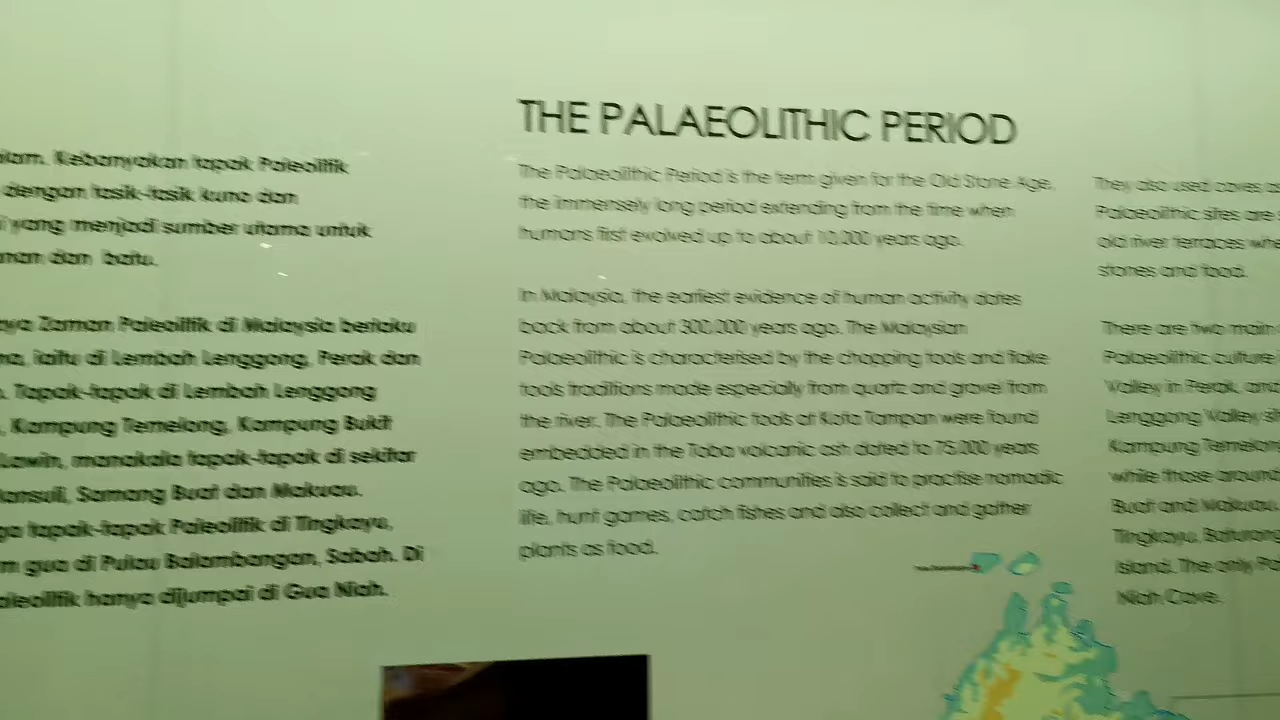 Kebanyakan tapak Paleolitik
dengan tasik-tasik kuno dan
yang menjadi sumber utama untuk
dan batu.
Zaman Paleolitik di Malaysia berlaku
iaitu di Lembah Lenggong, Perak dan
Tapak-tapak di Lembah Lenggong
Kampung Temelong, Kampung Bukit
Lawin, manakala tapak-tapak di sekitar
Mansuli, Samang Buat dan Makuau.
tapak-tapak Paleolitik di Tingkayu,
gua di Pulau Balambangan, Sabah. Di
hanya dijumpai di Gua Niah.
THE PALAEOLITHIC PERIOD
The Palaeolithic Period is the term given for the Old Stone Age,
the immensely long period extending from the time when
humans first evolved up to about 10,200 years ago.
In Malaysia, the earliest evidence of human activity dates
back from about 300,000 years ago. The Malaysian
Palaeolithic is characterised by the chopping tools and flake
tools traditions made especially from quartz and gravel from
the river. The Palaeolithic tools at Kota Tampan were found
embedded in the Toba volcanic ash dated to 75,000 years
ago. The Palaeolithic communities is said to practise nomadic
life, hunt games, catch fishes and also collect and gather
plants as food.
They also used caves
Palaeolithic sites are
old river terraces
stones and food.
There are two main
Palaeolithic culture
Valley in Perak, and
Lenggong Valley
Kampung Temelong
while those around
Buat and Makuau
Tingkayu, Baturong
Island. The only
Niah Cave.